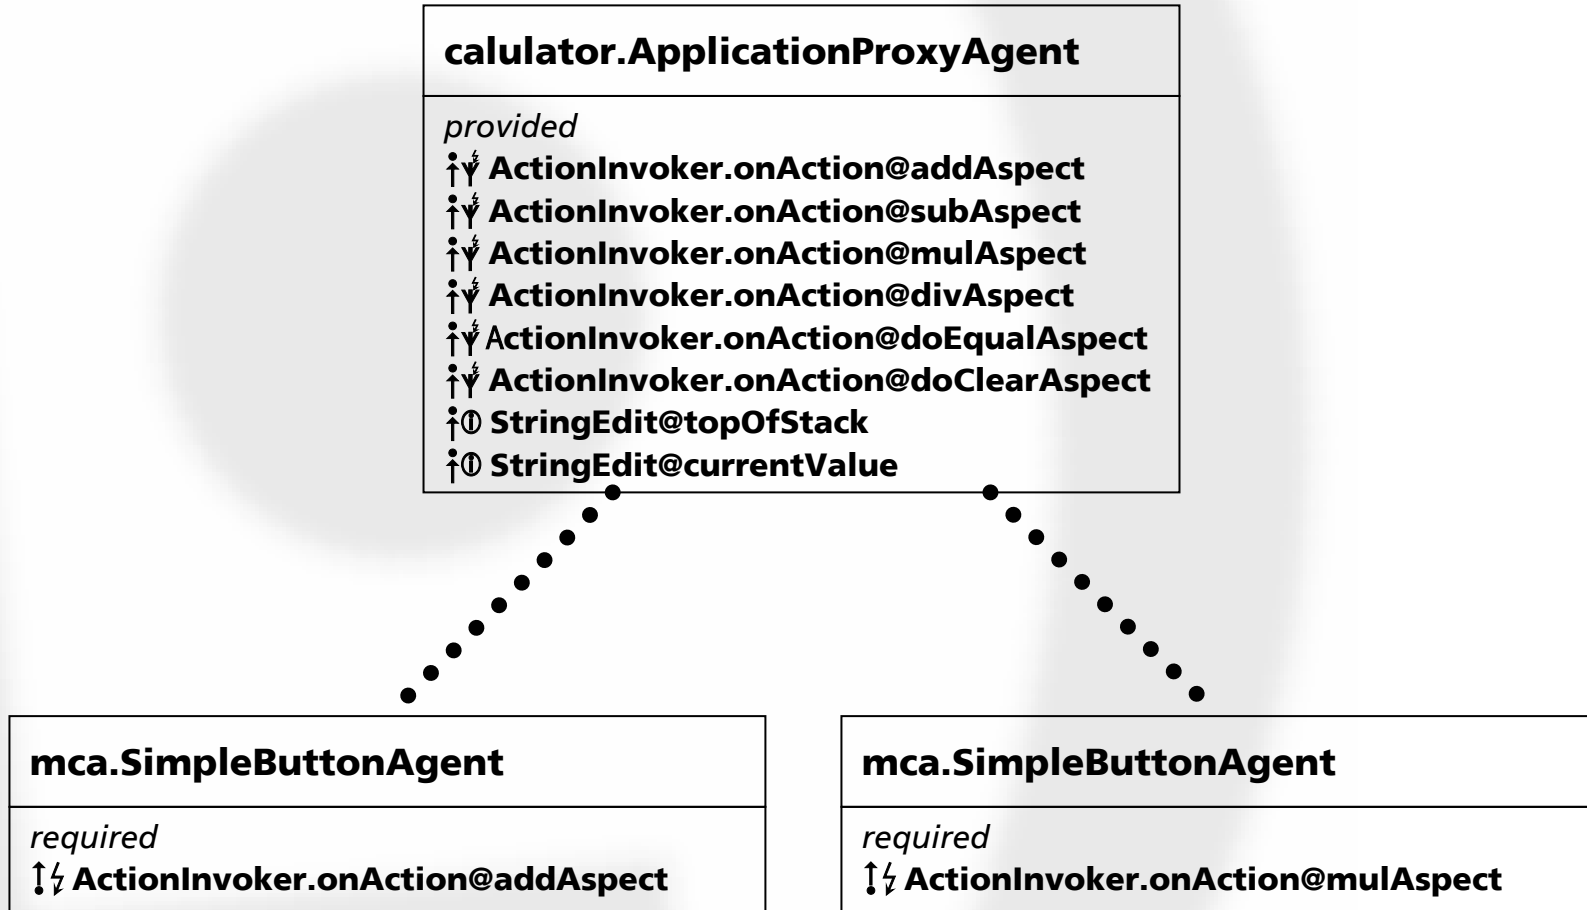 calulator.ApplicationProxyAgent
provided
ActionInvoker.onAction@addAspect
ActionInvoker.onAction@subAspect
ActionInvoker.onAction@mulAspect
ActionInvoker.onAction@divAspect
ActionInvoker.onAction@doEqualAspect
ActionInvoker.onAction@doClearAspect
StringEdit@topOfStack
StringEdit@currentValue
mca.SimpleButtonAgent
required
ActionInvoker.onAction@addAspect
mca.SimpleButtonAgent
required
ActionInvoker.onAction@mulAspect